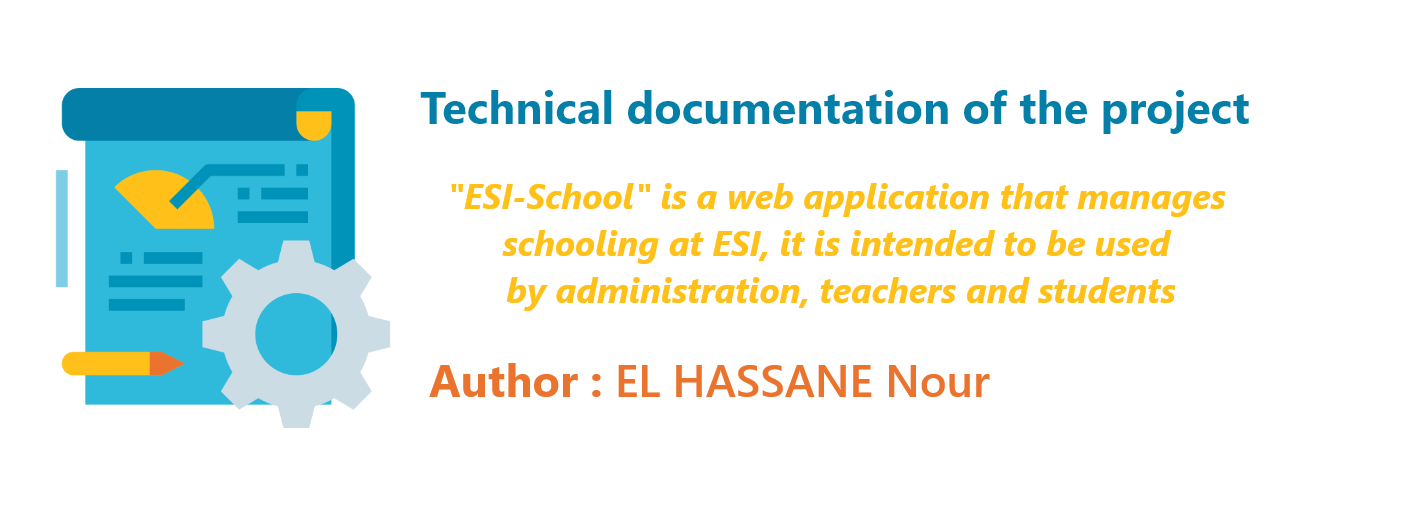 Technical documentation of the project
"ESI-School" is a web application that manages
schooling at ESI, it is intended to be used
by administration, teachers and students
Author : EL HASSANE Nour